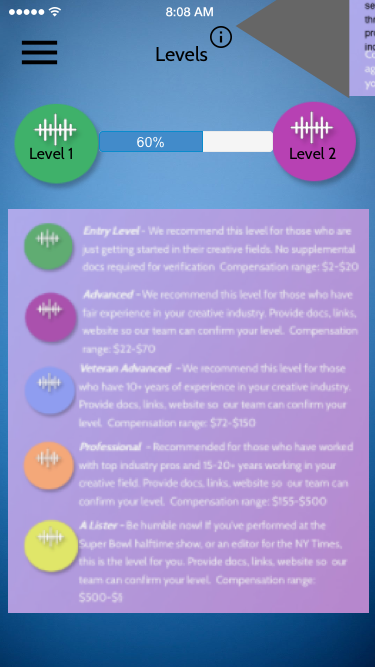 8:08 AM
Levels
i
se
thr
pr
inc
Co
ag
yo
Level 1
60%
Level 2
Entry Level - We recommend this level for those who are
just getting started in their creative fields. No supplemental
docs required for verification Compensation range: $2-$20
Advanced - We recommend this level for those who have
fair experience in your creative industry. Provide docs, links,
website so our team can confirm your level. Compensation
range: $22-$70
Veteran Advanced - We recommend this level for those
who have 10+ years of experience in your creative industry.
Provide docs, links, website so our team can confirm your
level. Compensation range: $72-$150
Professional - Recommended for those who have worked
with top industry pros and 15-20+ years working in your
creative field. Provide docs, links, website so our team can
confirm your level. Compensation range: $155-$500
A Lister - Be humble now! If you've performed at the
Super Bowl halftime show, or an editor for the NY Times,
this is the level for you. Provide docs, links, website so our
team can confirm your level. Compensation range: